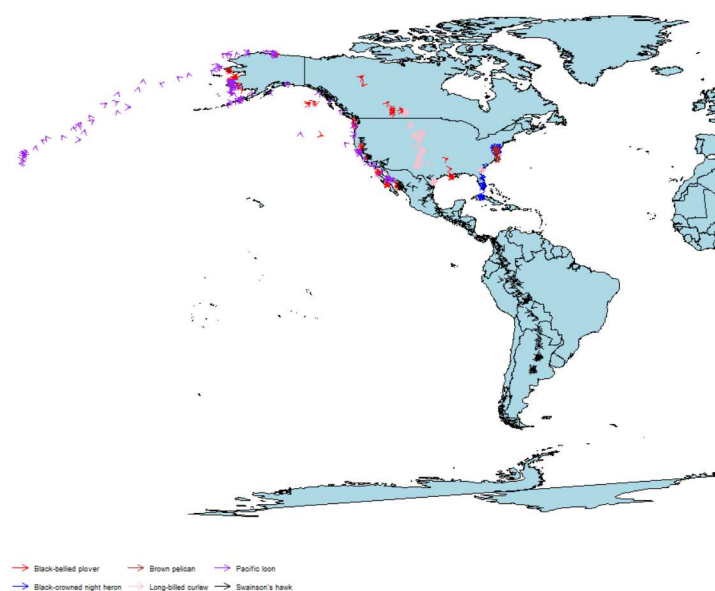 Black-bellied plover Brown pelican Pacific loon
Black-crowned night heron Long-billed curlew Swainson's hawk